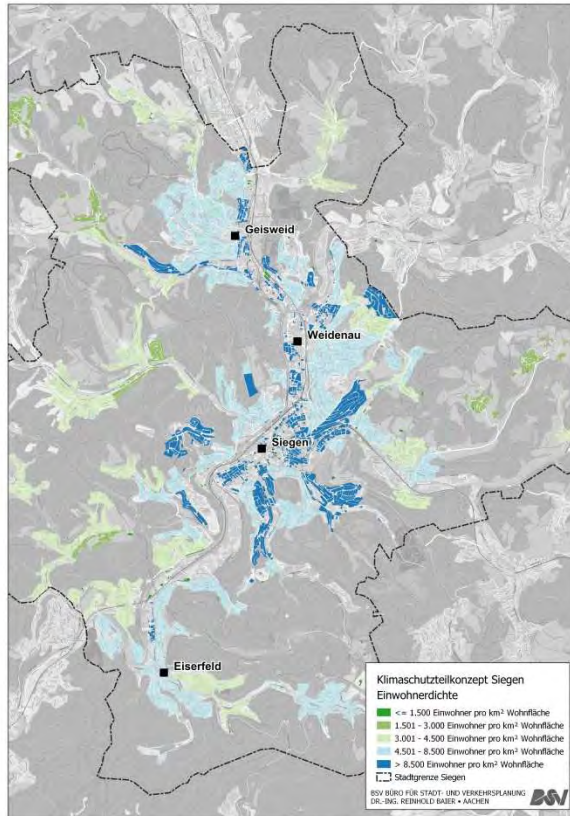 Geisweid
Weidenau
Siegen
Eiserfeld
Klimaschutzteilkonzept Siegen
Einwohnerdichte
<= 1.500 Einwohner pro km² Wohnfläche
1.501 - 3.000 Einwohner pro km² Wohnfläche
3.001 - 4.500 Einwohner pro km² Wohnfläche
4.501 - 8.500 Einwohner pro km² Wohnfläche
> 8.500 Einwohner pro km² Wohnfläche
Stadtgrenze Siegen
BSV BÜRO FÜR STADT- UND VERKEHRSPLANUNG
DR.-ING. REINHOLD BAIER • AACHEN
BSV